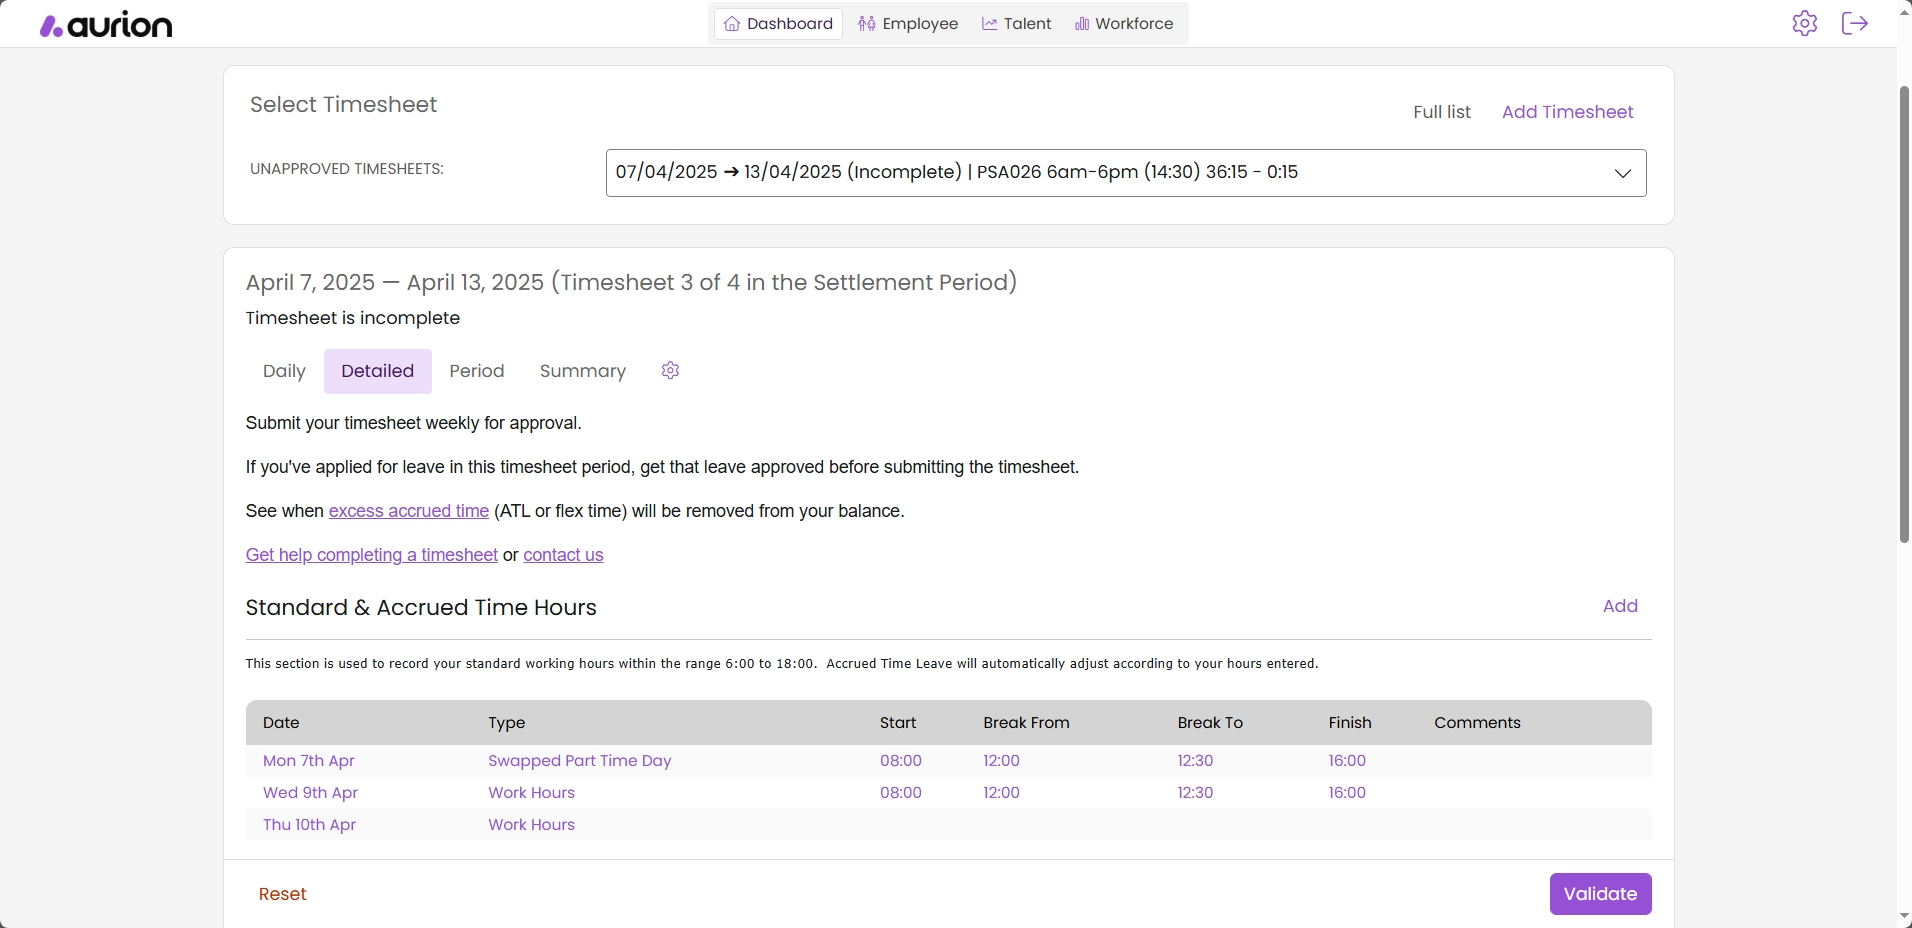 aurion
Dashboard Employee Talent Workforce
Select Timesheet
Full list Add Timesheet
UNAPPROVED TIMESHEETS:
07/04/2025 ➔ 13/04/2025 (Incomplete) | PSA026 6am-6pm (14:30) 36:15 - 0:15
April 7, 2025 — April 13, 2025 (Timesheet 3 of 4 in the Settlement Period)
Timesheet is incomplete
Daily Detailed Period Summary
Submit your timesheet weekly for approval.
If you've applied for leave in this timesheet period, get that leave approved before submitting the timesheet.
See when excess accrued time (ATL or flex time) will be removed from your balance.
Get help completing a timesheet or contact us
Standard & Accrued Time Hours Add
This section is used to record your standard working hours within the range 6:00 to 18:00. Accrued Time Leave will automatically adjust according to your hours entered.
Date Type Start Break From Break To Finish Comments
Mon 7th Apr Swapped Part Time Day 08:00 12:00 12:30 16:00
Wed 9th Apr Work Hours 08:00 12:00 12:30 16:00
Thu 10th Apr Work Hours
Reset Validate